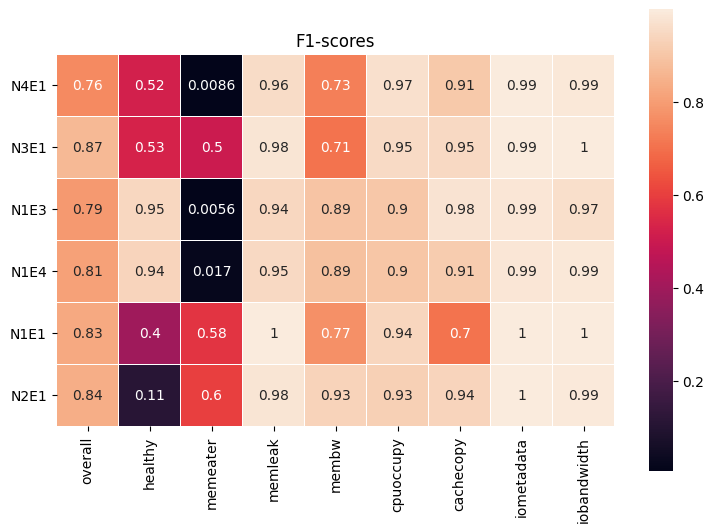 F1-scores
N4E1 0.76 0.52 0.0086 0.96 0.73 0.97 0.91 0.99 0.99
N3E1 0.87 0.53 0.5 0.98 0.71 0.95 0.95 0.99 1
N1E3 0.79 0.95 0.0056 0.94 0.89 0.9 0.98 0.99 0.97
N1E4 0.81 0.94 0.017 0.95 0.89 0.9 0.91 0.99 0.99
N1E1 0.83 0.4 0.58 1 0.77 0.94 0.7 1 1
N2E1 0.84 0.11 0.6 0.98 0.93 0.93 0.94 1 0.99
overall
healthy
memeater
memleak
membw
cpuoccupy
cachecopy
iometadata
iobandwidth
0.8
0.6
0.4
0.2